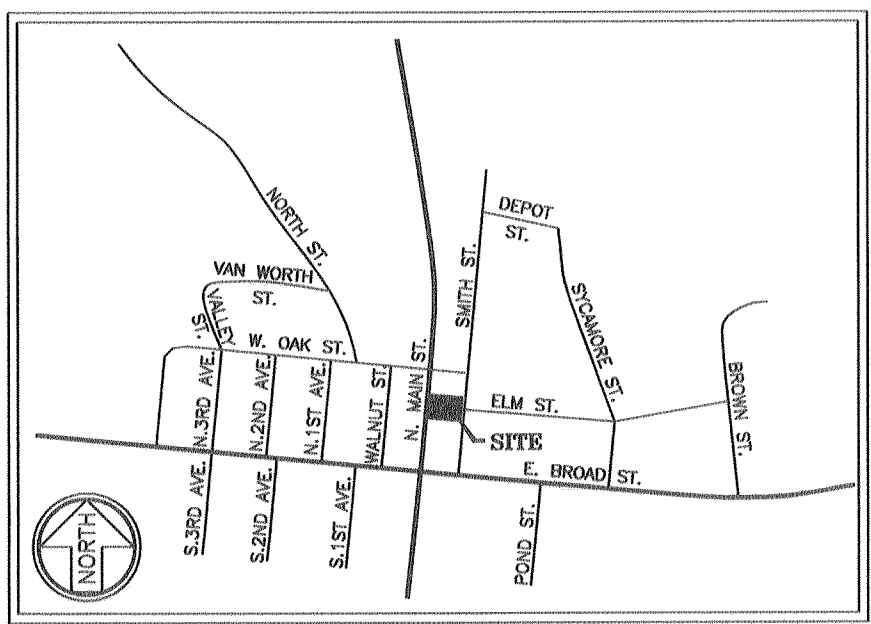 NORTH ST.
DEPOT
ST.
SMITH ST.
VAN WORTH
ST.
VALLEY
ST.
SYCAMORE ST.
W. OAK ST.
N. MAIN ST.
BROWN ST.
N.3RD AVE.
N.2ND AVE.
N.1ST AVE.
WALNUT ST.
ELM ST.
SITE
E. BROAD ST.
S.3RD AVE.
S.2ND AVE.
S.1ST AVE.
POND ST.
NORTH